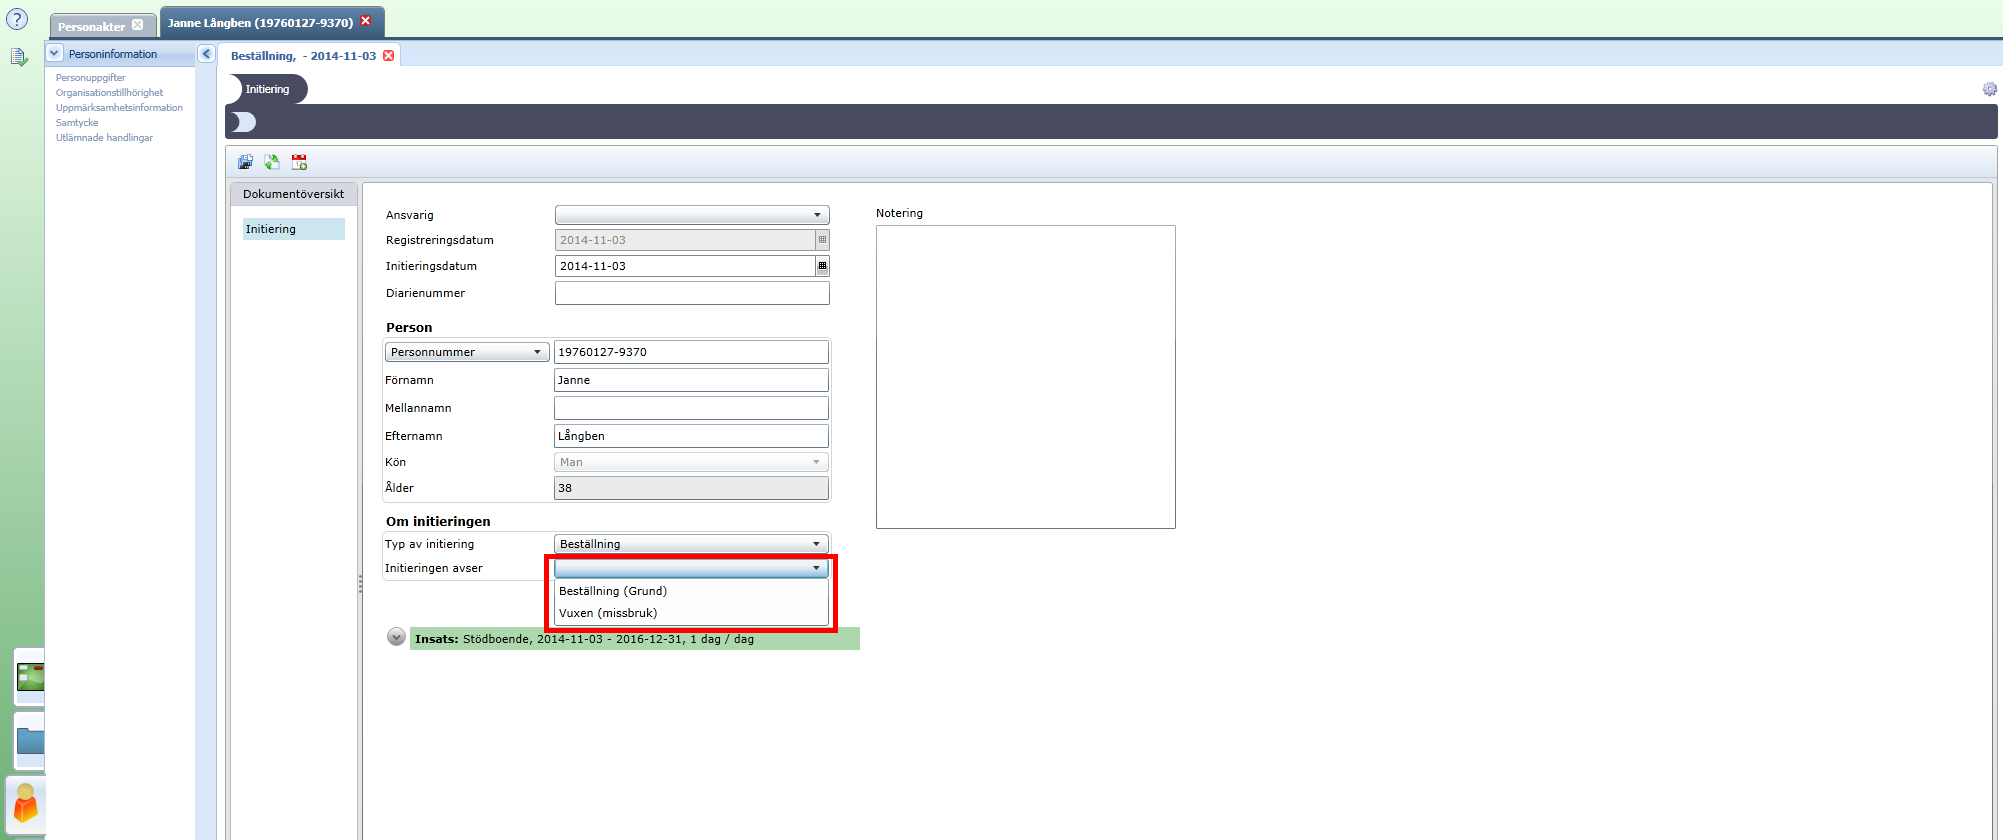 Personakter
Janne Långben (19760127-9370)
Personinformation
Personuppgifter
Organisationstillhörighet
Uppmärksamhetsinformation
Samtycke
Utlämnade handlingar
Beställning,  - 2014-11-03
Initiering
Dokumentöversikt
Initiering
Ansvarig
Registreringsdatum 2014-11-03
Initieringsdatum 2014-11-03
Diarienummer
Person
Personnummer 19760127-9370
Förnamn Janne
Mellannamn
Efternamn Långben
Kön Man
Ålder 38
Om initieringen
Typ av initiering Beställning
Initieringen avser
Beställning (Grund)
Vuxen (missbruk)
Insats: Stödboende, 2014-11-03 - 2016-12-31, 1 dag / dag
Notering